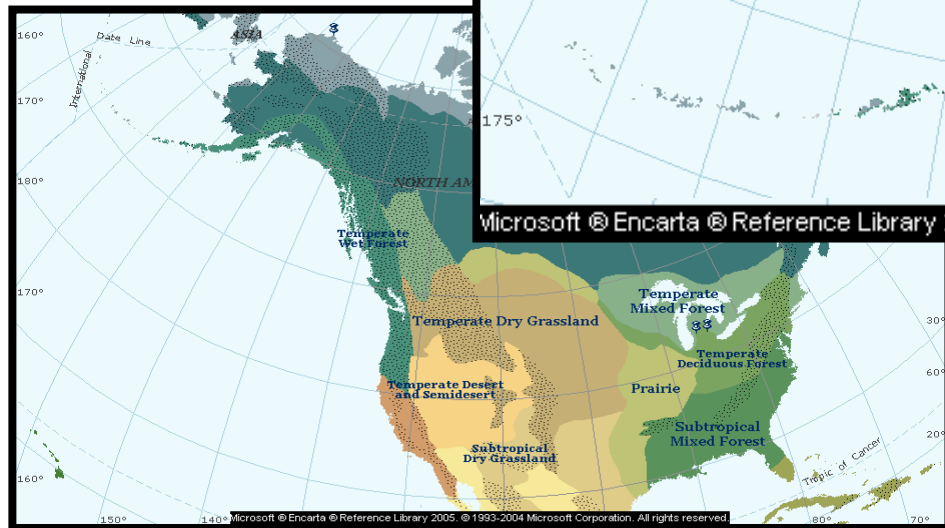 160°
Date Line
International
ASIA
170°
175°
180°
NORTH AM
Microsoft ® Encarta ® Reference Library
Temperate
Wet Forest
170°
Temperate
Mixed Forest
Temperate Dry Grassland
30°
Temperate
Deciduous Forest
60°
Temperate Desert
and Semidesert
Prairie
Subtropical
Mixed Forest
20°
Subtropical
Dry Grassland
Tropic of Cancer
160°
150°
140°
Microsoft ® Encarta ® Reference Library 2005. © 1993-2004 Microsoft Corporation. All rights reserved.
80°
70°